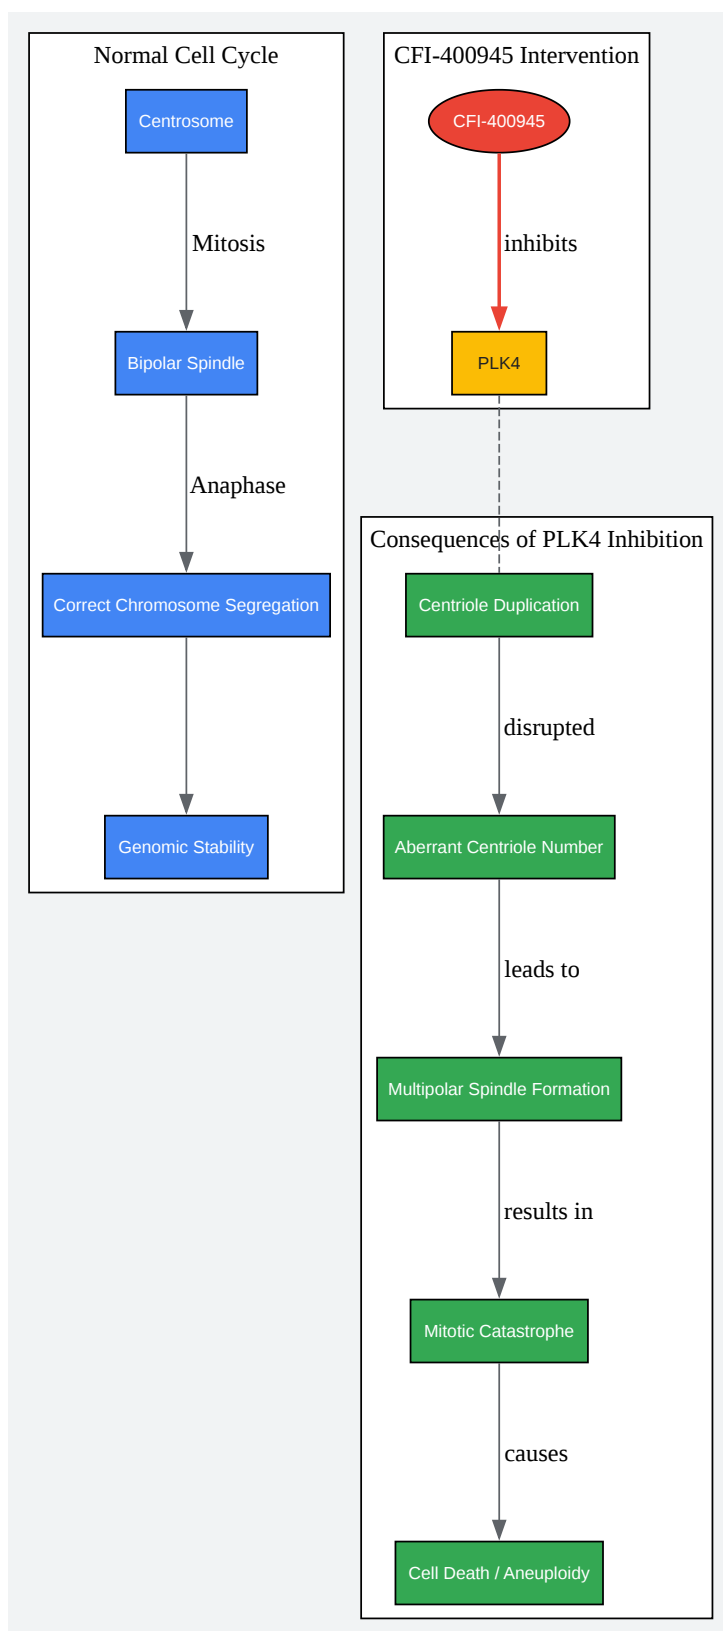 Normal Cell Cycle
Centrosome
Mitosis
Bipolar Spindle
Anaphase
Correct Chromosome Segregation
Genomic Stability
CFI-400945 Intervention
CFI-400945
inhibits
PLK4
Consequences of PLK4 Inhibition
Centriole Duplication
disrupted
Aberrant Centriole Number
leads to
Multipolar Spindle Formation
results in
Mitotic Catastrophe
causes
Cell Death / Aneuploidy